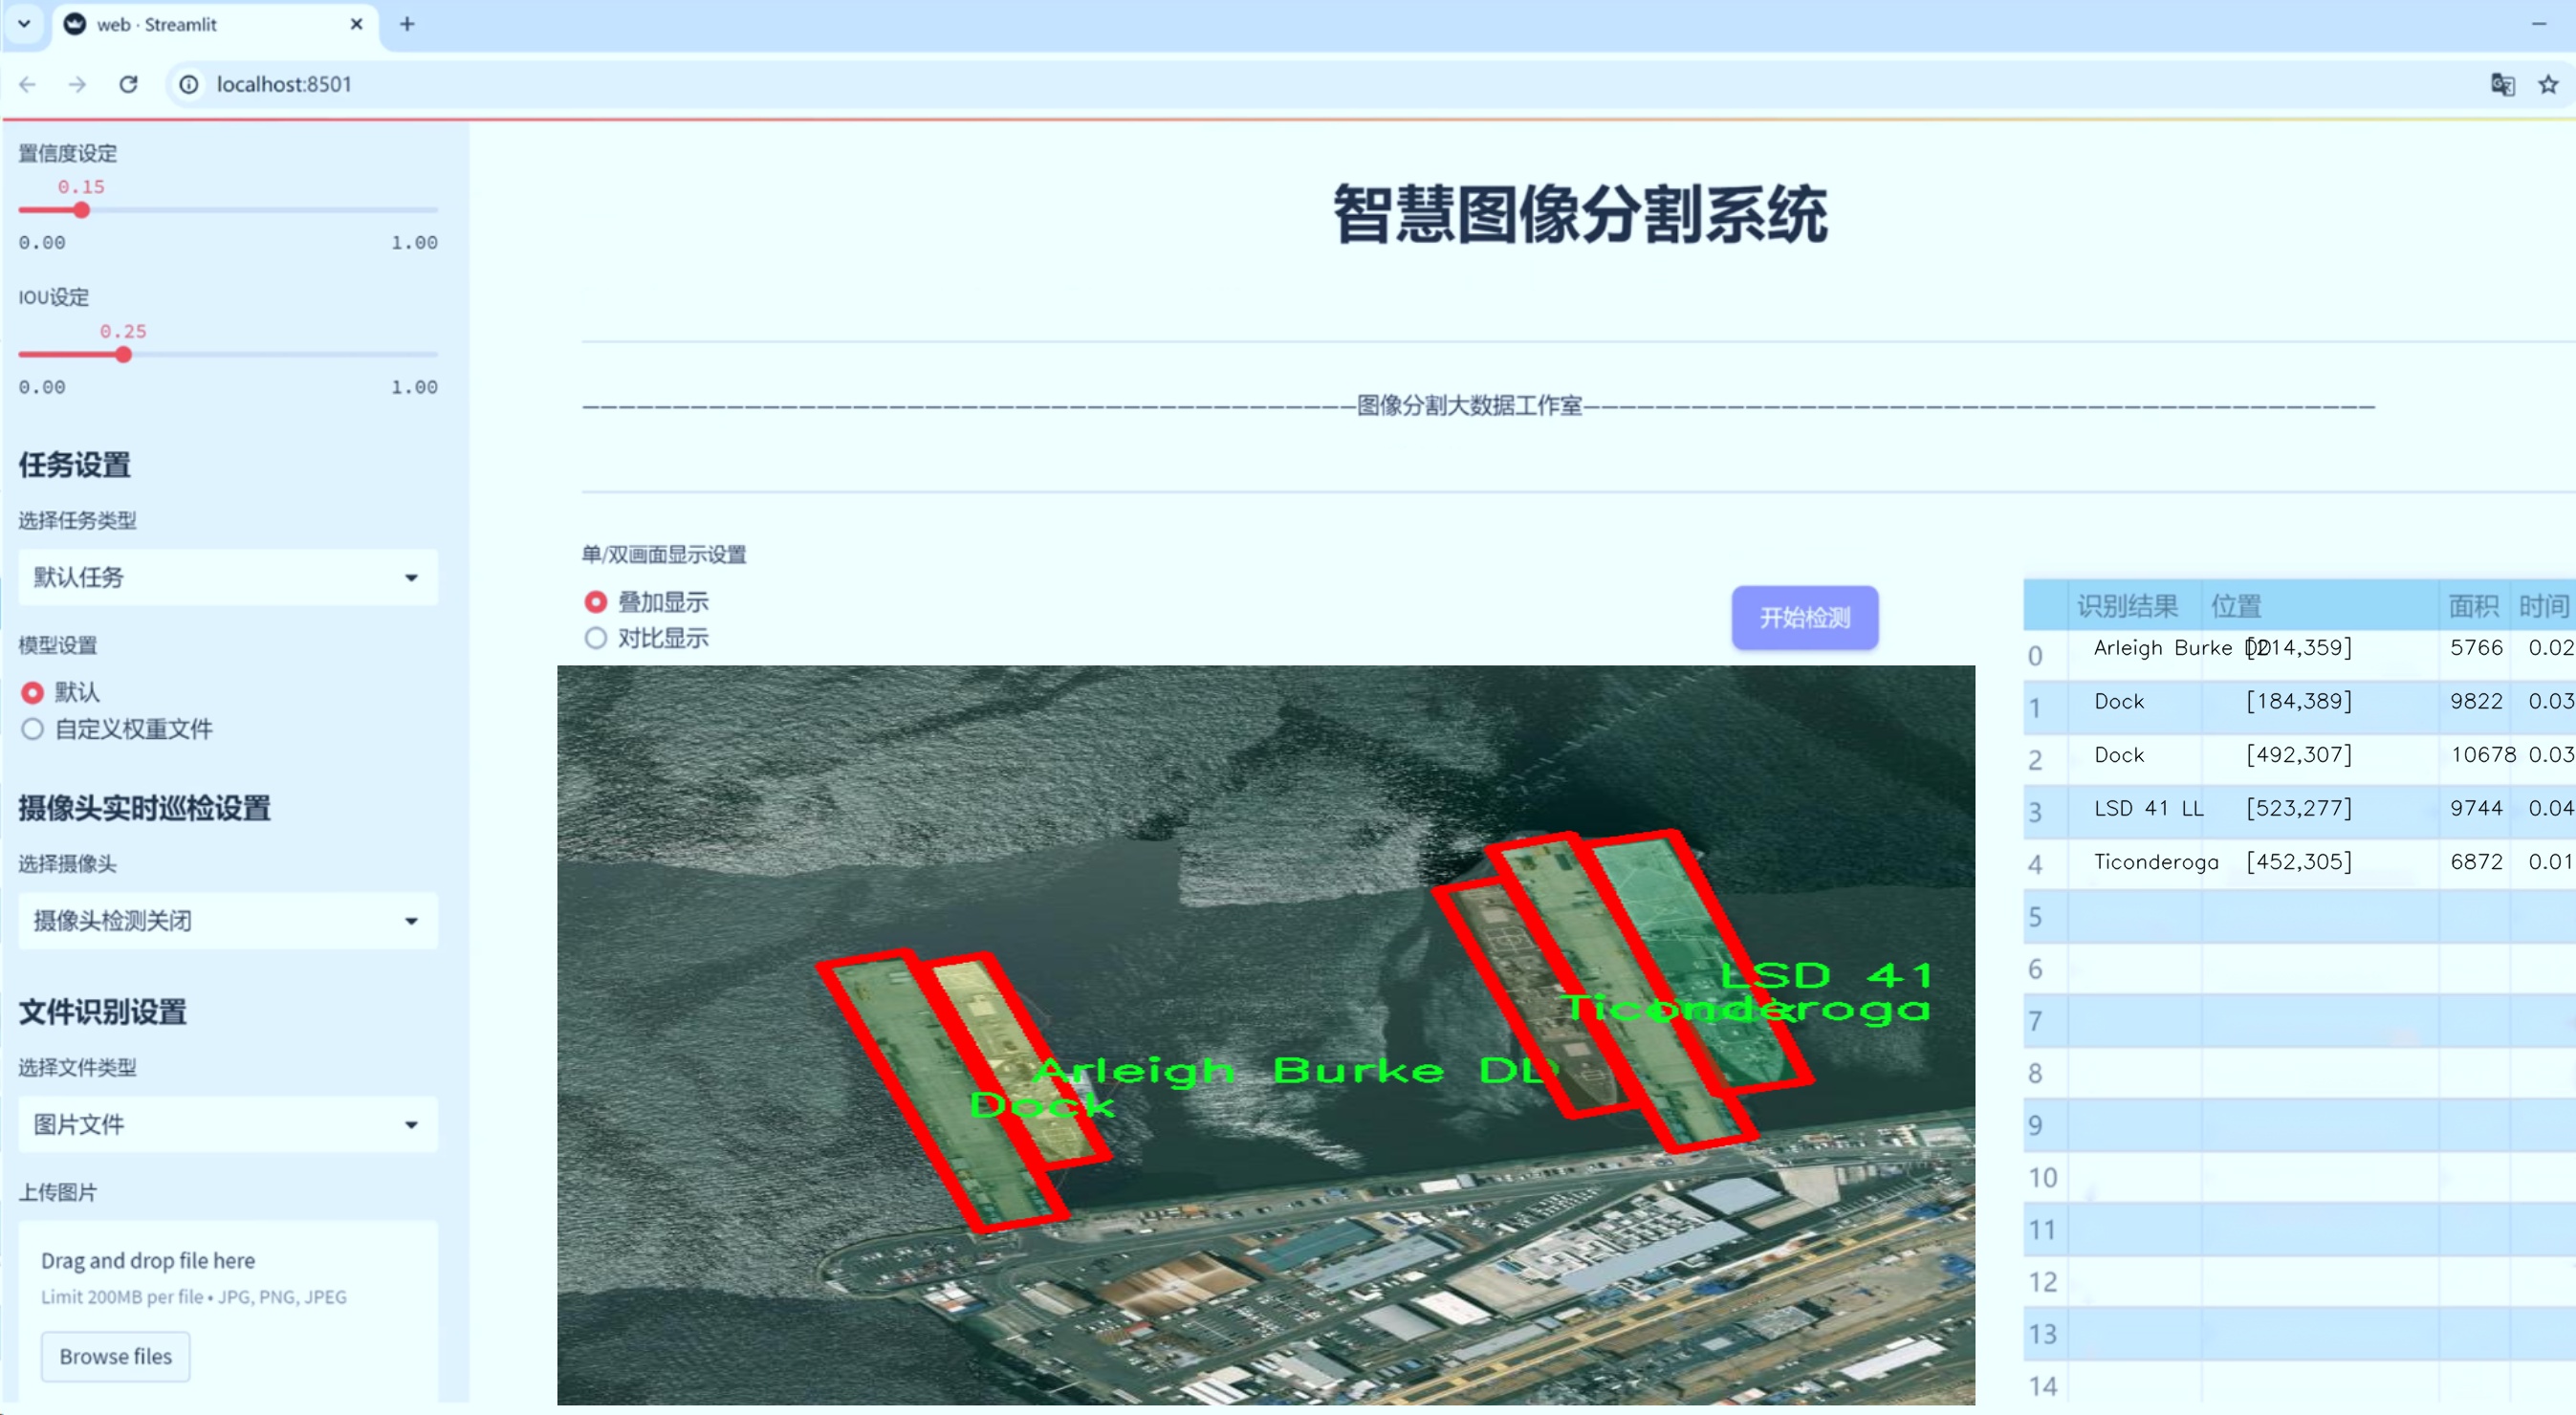 web · Streamlit
localhost:8501
置信度设定
0.15
0.00 1.00
IOU设定
0.25
0.00 1.00
任务设置
选择任务类型
默认任务
模型设置
默认
自定义权重文件
摄像头实时巡检设置
选择摄像头
摄像头检测关闭
文件识别设置
选择文件类型
图片文件
上传图片
Drag and drop file here
Limit 200MB per file • JPG, PNG, JPEG
Browse files
智慧图像分割系统
图像分割大数据工作室
单/双画面显示设置
叠加显示
对比显示
开始检测
LSD 41
Ticonderoga
Arleigh Burke DD
Dock
识别结果 位置 面积 时间
0 Arleigh Burke DD [214,359] 5766 0.02
1 Dock [184,389] 9822 0.03
2 Dock [492,307] 10678 0.03
3 LSD 41 LL [523,277] 9744 0.04
4 Ticonderoga [452,305] 6872 0.01
5
6
7
8
9
10
11
12
13
14